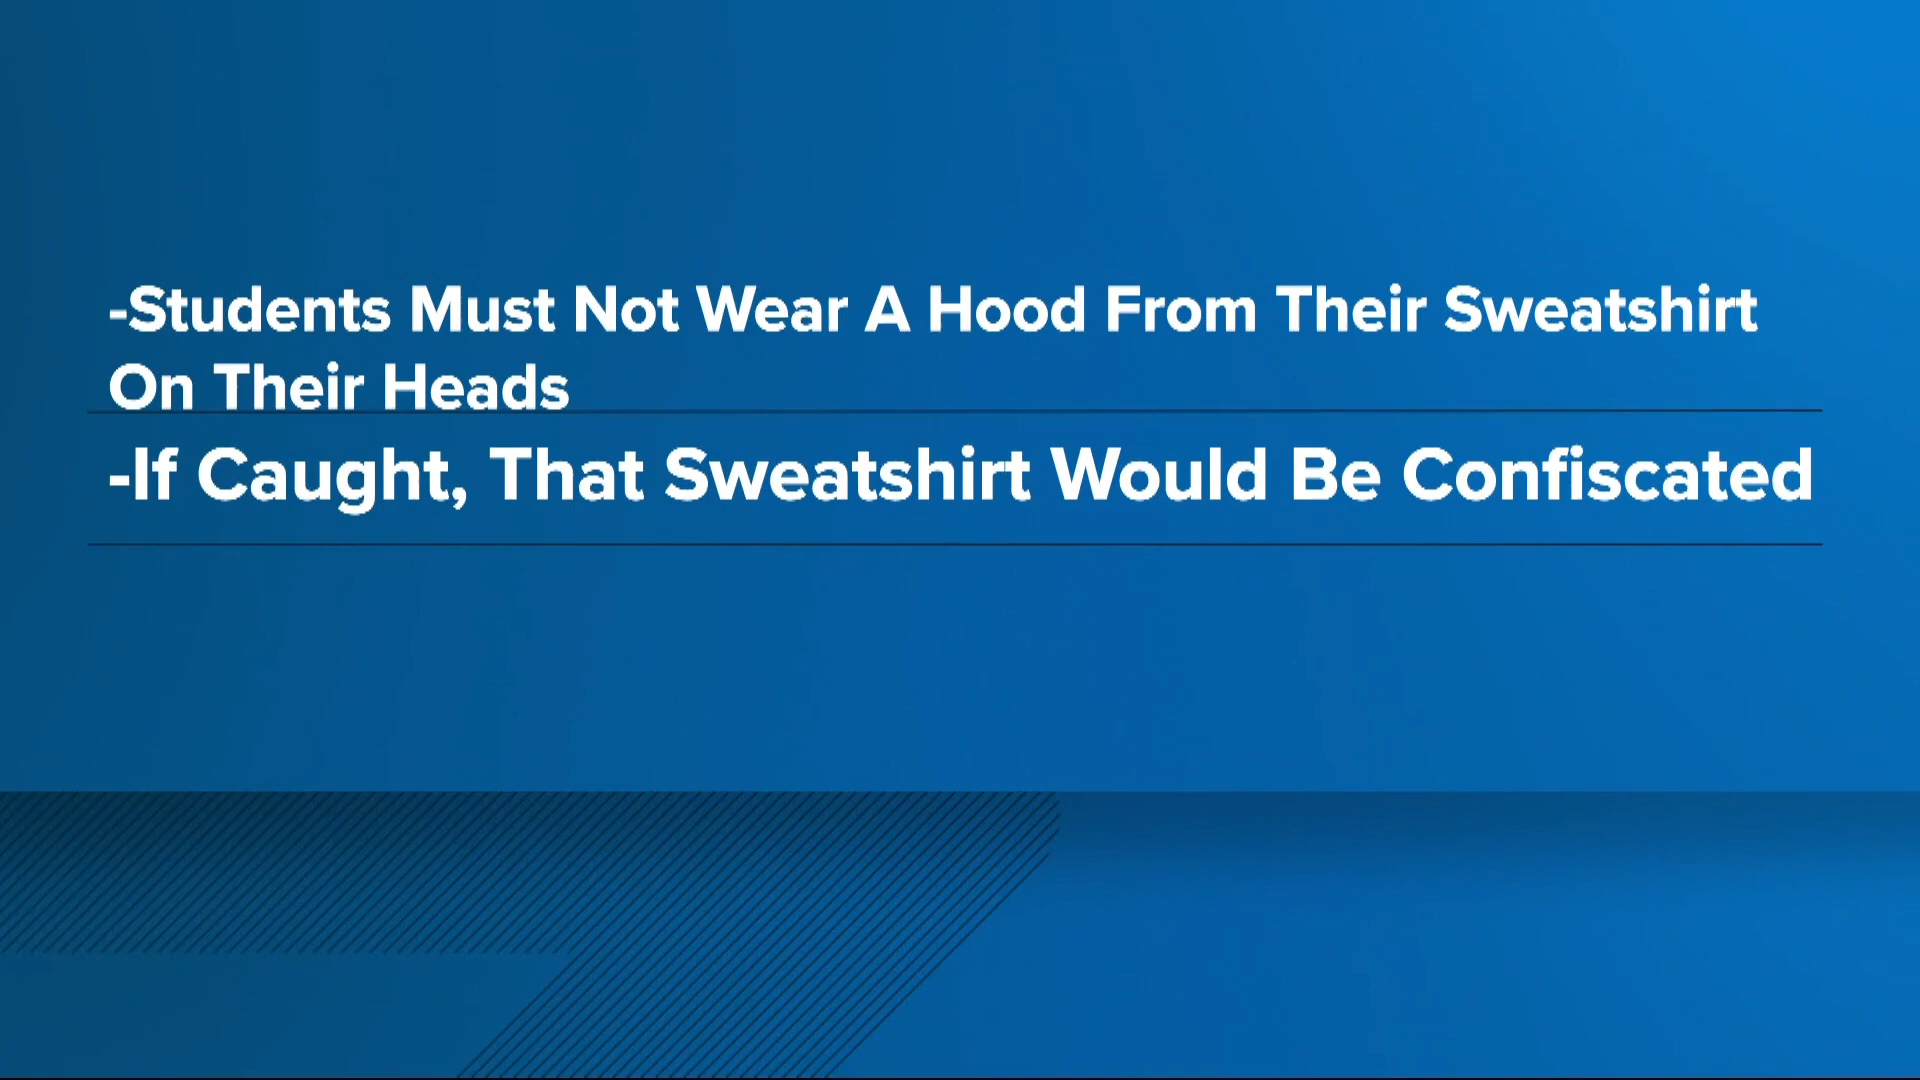 -Students Must Not Wear A Hood From Their Sweatshirt
On Their Heads
-If Caught, That Sweatshirt Would Be Confiscated